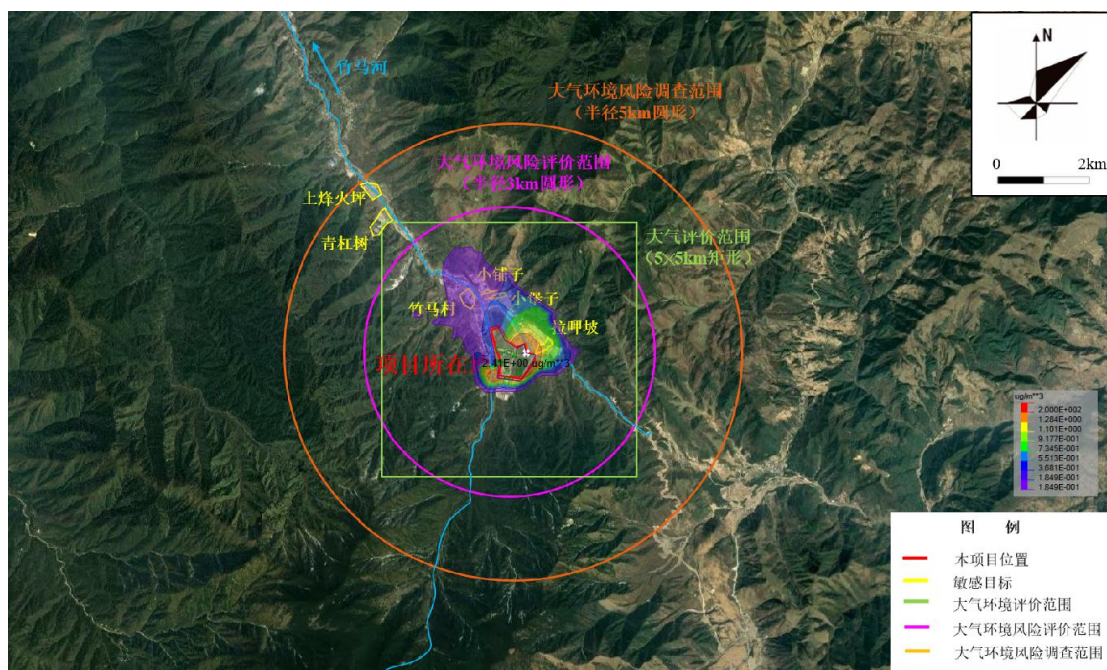 N
0
2km
竹马河
大气环境风险调查范围
（半径5km圆形）
大气环境风险评价范围
（半径3km圆形）
上烽火坪
青杠树
大气评价范围
（5×5km矩形）
小铺子
竹马村
小堡子
拉呷坡
项目所在
2.41E+00 ug/m**3
ug/m**3
2.000E+002
1.284E+000
1.101E+000
9.177E-001
7.345E-001
5.513E-001
3.681E-001
1.849E-001
1.849E-001
图 例
本项目位置
敏感目标
大气环境评价范围
大气环境风险评价范围
大气环境风险调查范围